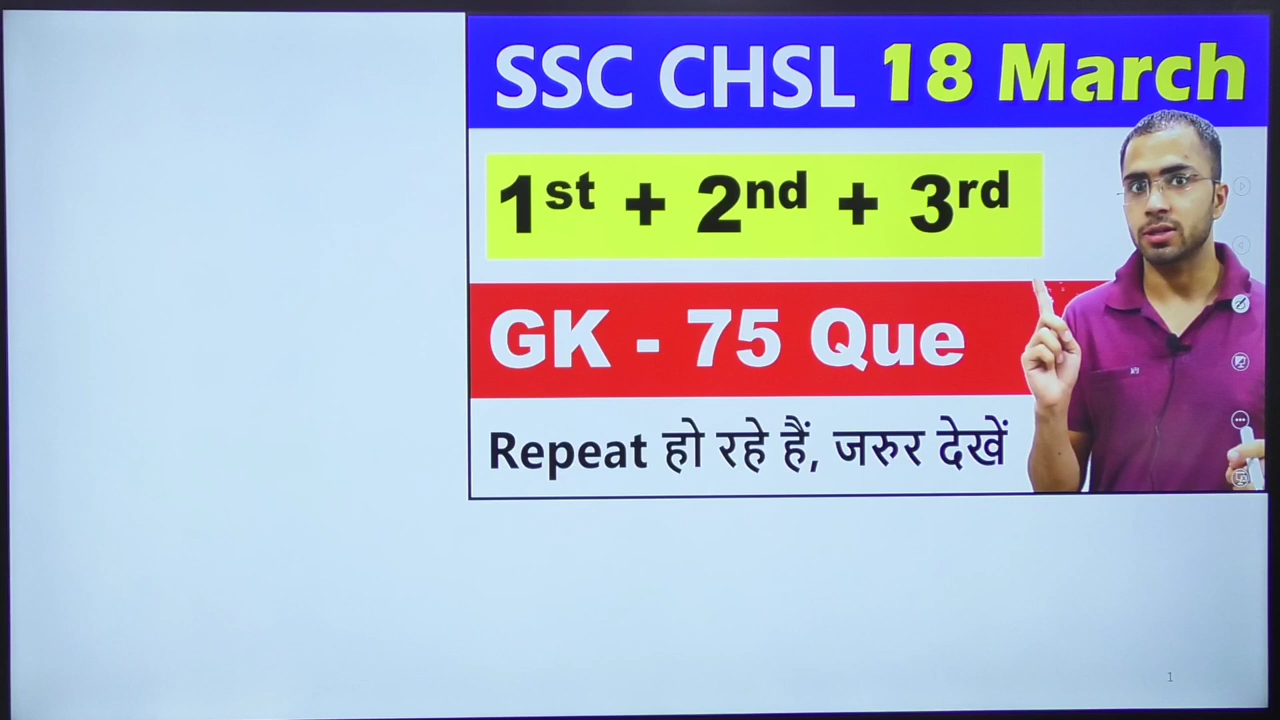 SSC CHSL 18 March
1st + 2nd + 3rd
GK - 75 Que
Repeat हो रहे हैं, जरुर देखें
1